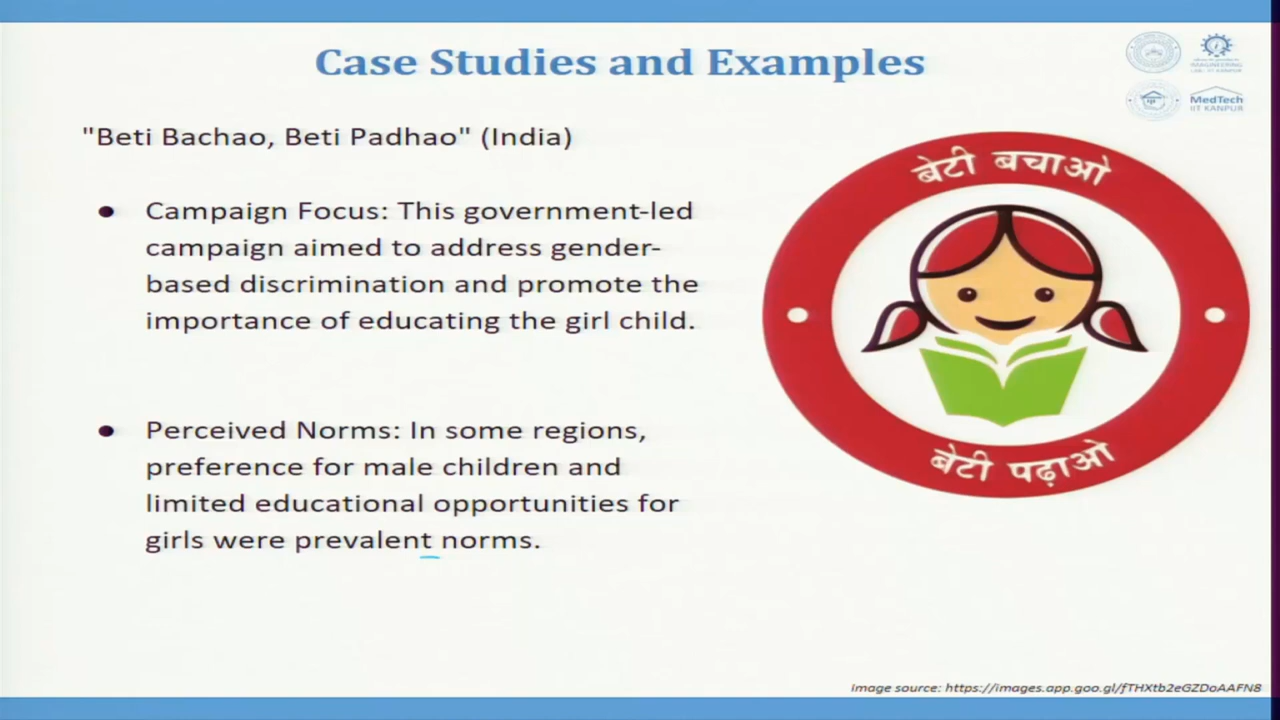 Case Studies and Examples
MedTech
IIT KANPUR
"Beti Bachao, Beti Padhao" (India)
• Campaign Focus: This government-led
campaign aimed to address gender-
based discrimination and promote the
importance of educating the girl child.
• Perceived Norms: In some regions,
preference for male children and
limited educational opportunities for
girls were prevalent norms.
बेटी बचाओ
बेटी पढ़ाओ
image source: https://images.app.goo.gl/fTHXtb2eGZDoAAFN8